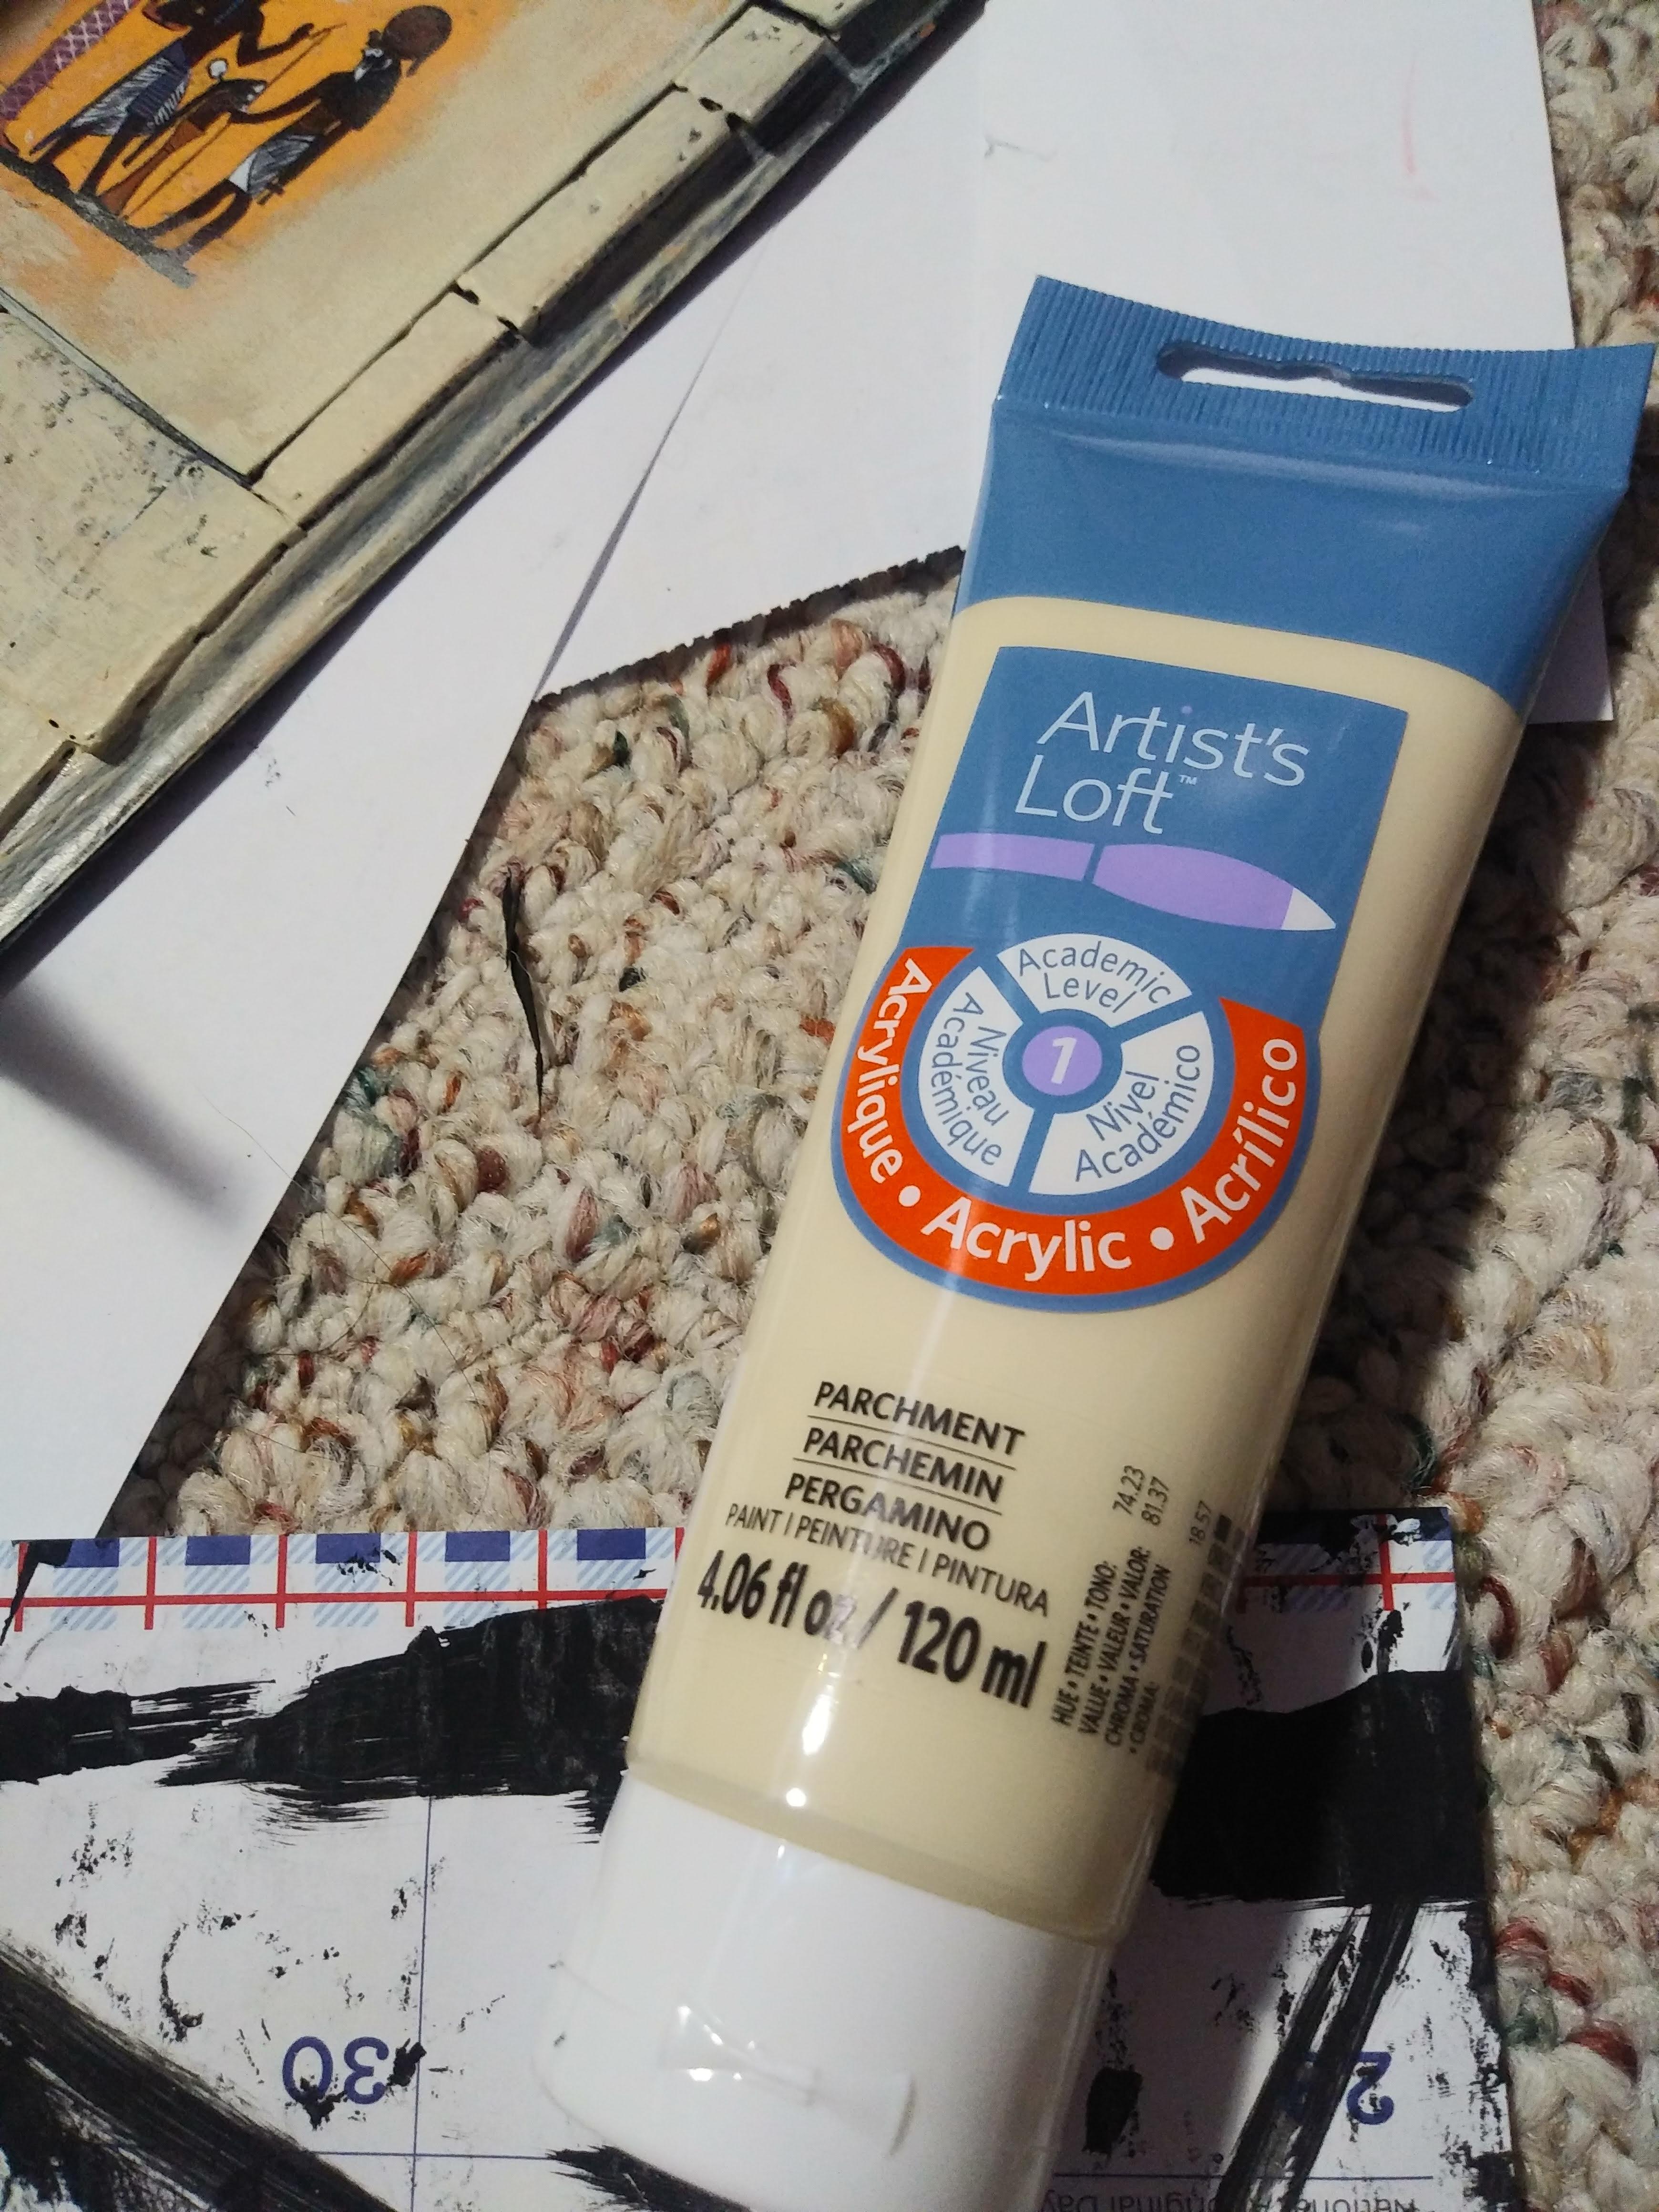 Artist's
Loft™
Academic
Level
Niveau
Académique
Nivel
Académico
1
Acrylique • Acrylic • Acrílico
PARCHMENT
PARCHEMIN
PERGAMINO
PAINT | PEINTURE | PINTURA
4.06 fl oz / 120 ml
HUE • TEINTE • TONO: 74.23
VALUE • VALEUR • VALOR: 81.37
CHROMA • SATURATION
• CROMA: 18.57
30
2